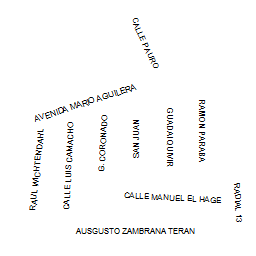 CALLE PAURO
AVENIDA MARIO AGUILERA
RAUL WICHTENDAHL
CALLE LUIS CAMACHO
G. CORONADO
SAN JUAN
GUADALQUIVIR
RAMON PARABA
CALLE MANUEL EL HAGE
RADIAL 13
AUSGUSTO ZAMBRANA TERAN